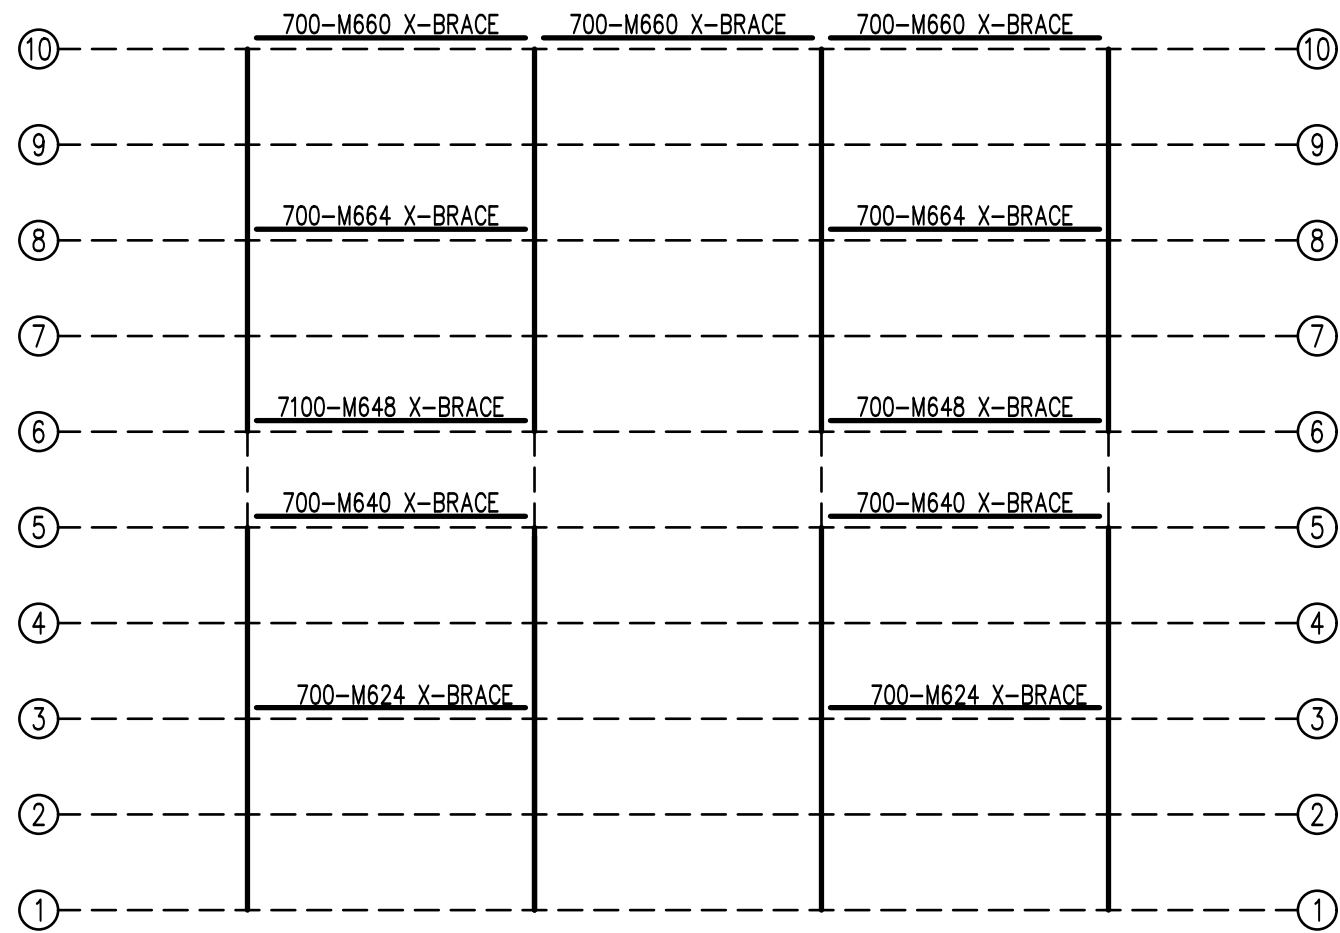 700-M660 X-BRACE 700-M660 X-BRACE 700-M660 X-BRACE
10 10
9 9
700-M664 X-BRACE 700-M664 X-BRACE
8 8
7 7
7100-M648 X-BRACE 700-M648 X-BRACE
6 6
700-M640 X-BRACE 700-M640 X-BRACE
5 5
4 4
700-M624 X-BRACE 700-M624 X-BRACE
3 3
2 2
1 1